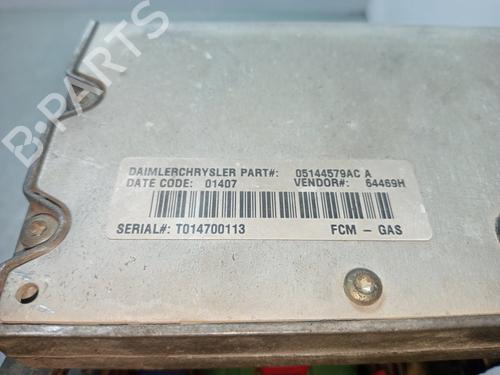 B-PARTS
DAIMLERCHRYSLER PART#: 05144579AC A
DATE CODE: 01407 VENDOR#: 64469H
SERIAL#: T014700113 FCM - GAS